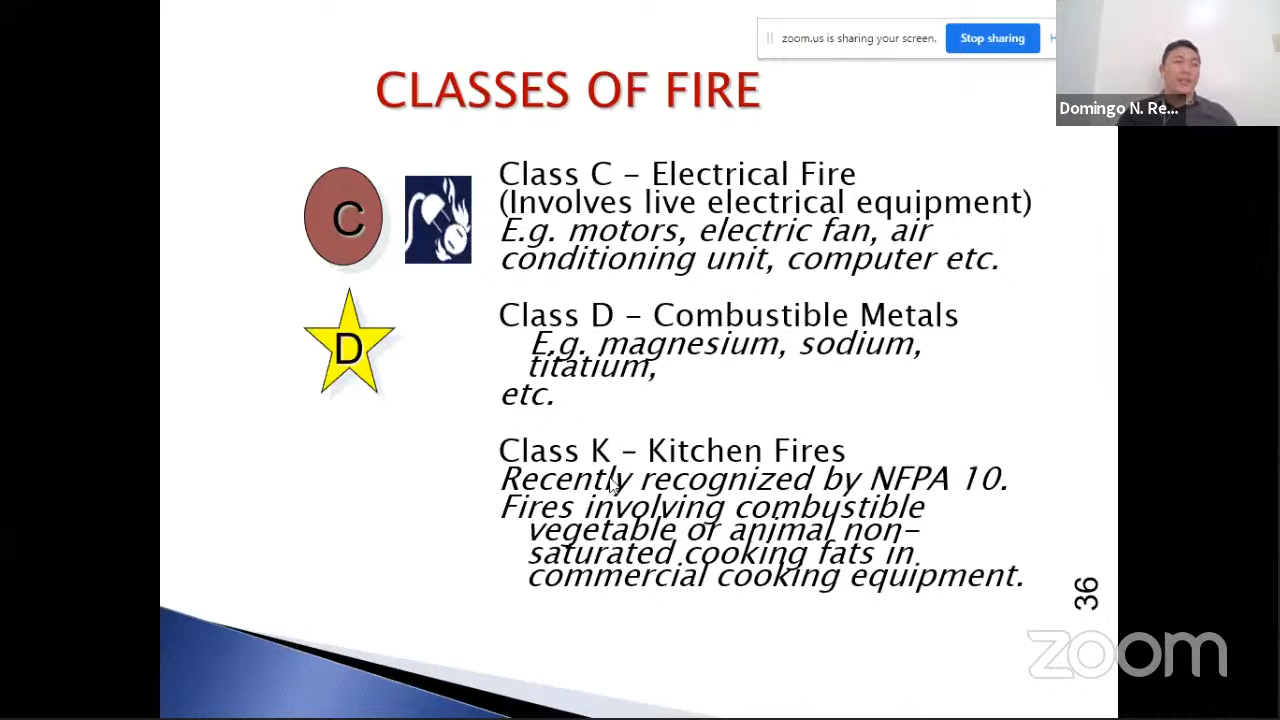 zoom.us is sharing your screen.
Stop sharing
Domingo N. Re...
CLASSES OF FIRE
C
Class C – Electrical Fire
(Involves live electrical equipment)
E.g. motors, electric fan, air
conditioning unit, computer etc.
D
Class D – Combustible Metals
E.g. magnesium, sodium,
titatium,
etc.
Class K – Kitchen Fires
Recently recognized by NFPA 10.
Fires involving combustible
vegetable or animal non-
saturated cooking fats in
commercial cooking equipment.
36
zoom